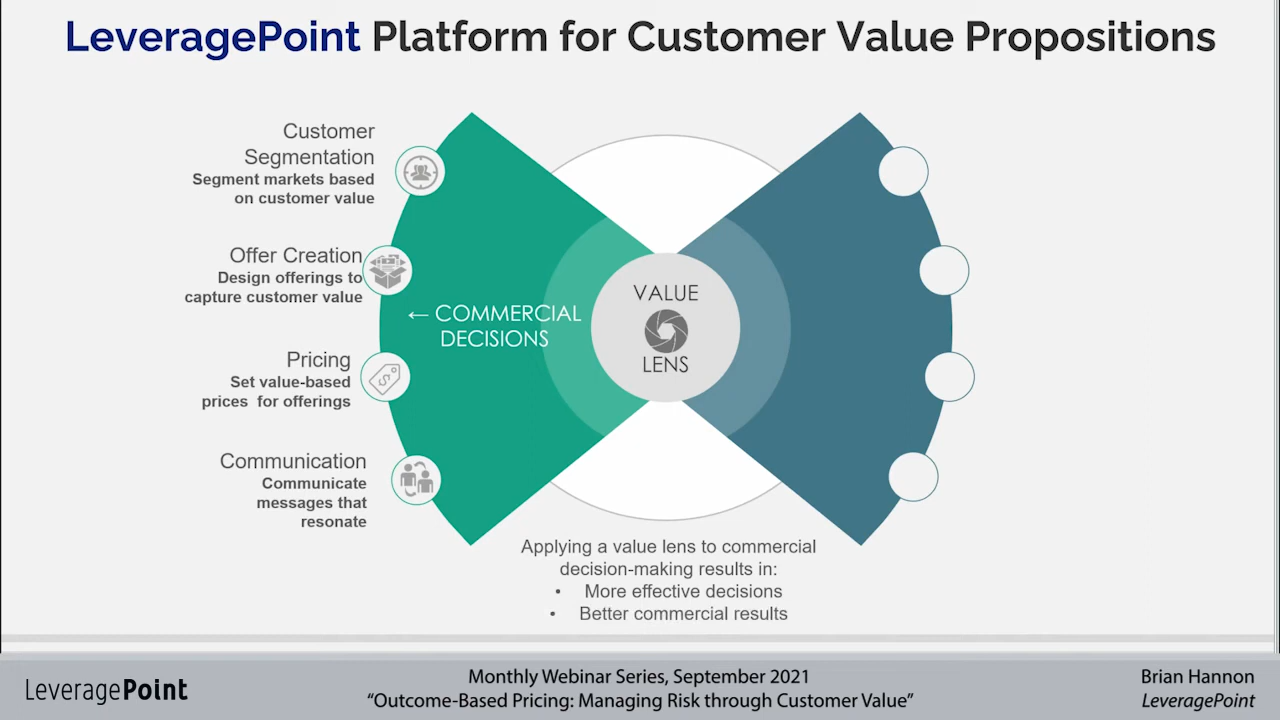 LeveragePoint Platform for Customer Value Propositions
Customer
Segmentation
Segment markets based
on customer value
Offer Creation
Design offerings to
capture customer value
Pricing
Set value-based
prices for offerings
Communication
Communicate
messages that
resonate
← COMMERCIAL
DECISIONS
VALUE
LENS
Applying a value lens to commercial
decision-making results in:
• More effective decisions
• Better commercial results
LeveragePoint
Monthly Webinar Series, September 2021
“Outcome-Based Pricing: Managing Risk through Customer Value”
Brian Hannon
LeveragePoint